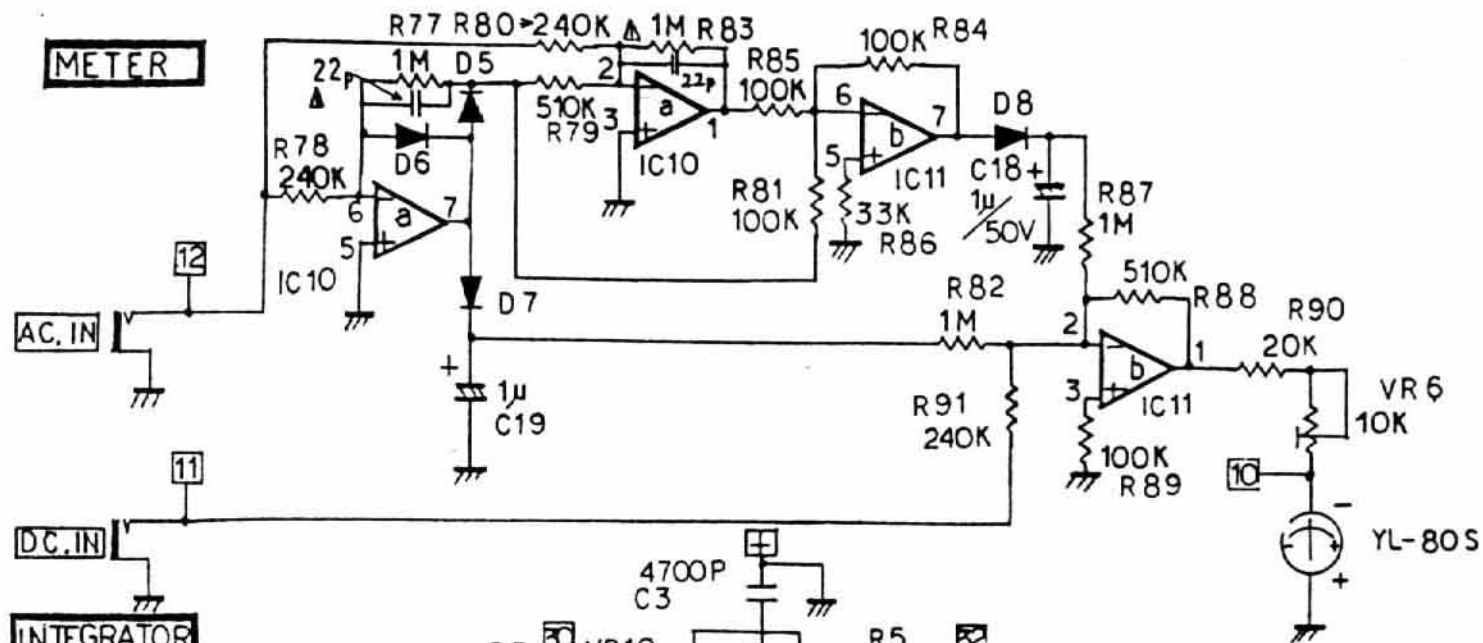 METER
R77 R80 240K 1M R83
100K R84
1M D5
22p
R85
100K
2
22p
510K
R79
3
a
1
IC10
6
b
7
D8
5
IC11
C18 +
1µ
50V
R78
240K
D6
6
a
7
5
IC10
R81
100K
33K
R86
R87
1M
12
D7
R82
1M
510K
R88
R90
20K
AC. IN
2
b
1
3
IC11
VR6
10K
+
1µ
C19
R91
240K
100K
R89
10
11
DC. IN
-
YL-80S
+
4700P
C3
+
INTEGRATOR
30 VR10
R5